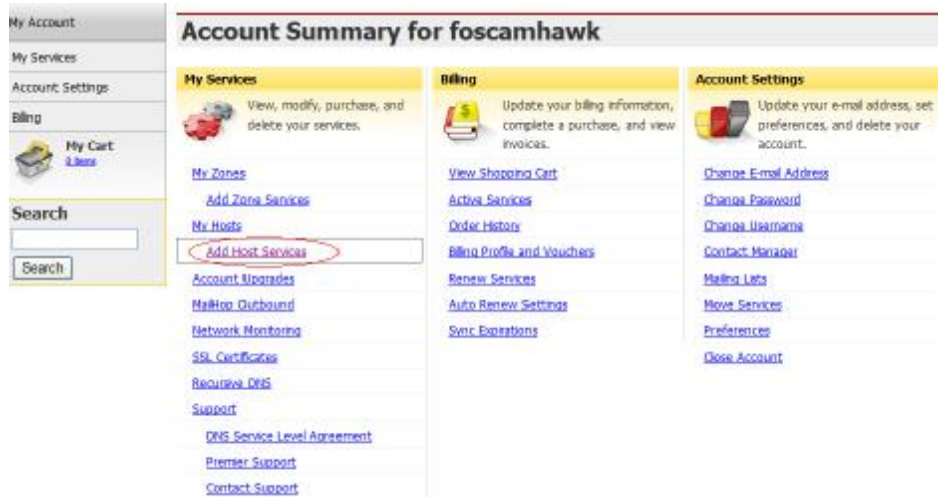 My Account
My Services
Account Settings
Billing
My Cart
0 items
Search
Search
Account Summary for foscamhawk
My Services
View, modify, purchase, and
delete your services.
My Zones
Add Zone Services
My Hosts
Add Host Services
Account Upgrades
MailHop Outbound
Network Monitoring
SSL Certificates
Recursive DNS
Support
DNS Service Level Agreement
Premier Support
Contact Support
Billing
Update your billing information,
complete a purchase, and view
invoices.
View Shopping Cart
Active Services
Order History
Billing Profile and Vouchers
Renew Services
Auto Renew Settings
Sync Expirations
Account Settings
Update your e-mail address, set
preferences, and delete your
account.
Change E-mail Address
Change Password
Change Username
Contact Manager
Mailing Lists
Move Services
Preferences
Close Account